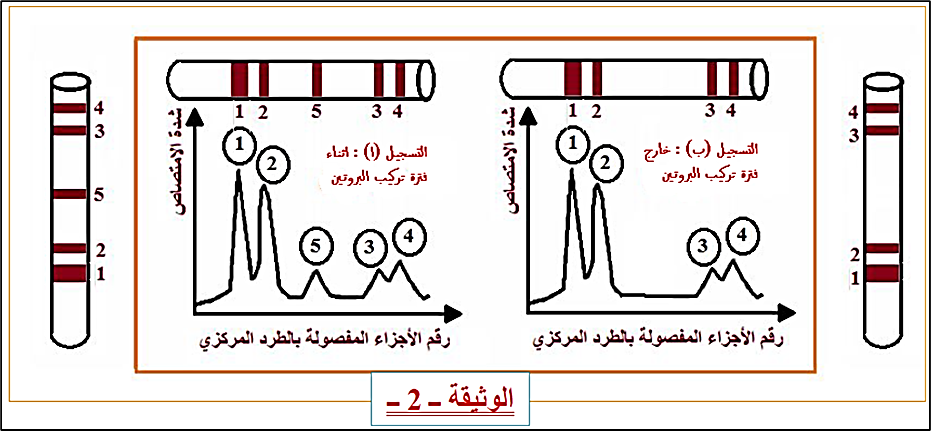 4
3
5
2
1
1 2 5 3 4
شدة الامتصاص
التسجيل (ا) : اثناء
فترة تركيب البروتين
1
2
5
3
4
رقم الأجزاء المفصولة بالطرد المركزي
1 2 3 4
شدة الامتصاص
التسجيل (ب) : خارج
فترة تركيب البروتين
1
2
3
4
رقم الأجزاء المفصولة بالطرد المركزي
4
3
2
1
الوثيقة – 2 –